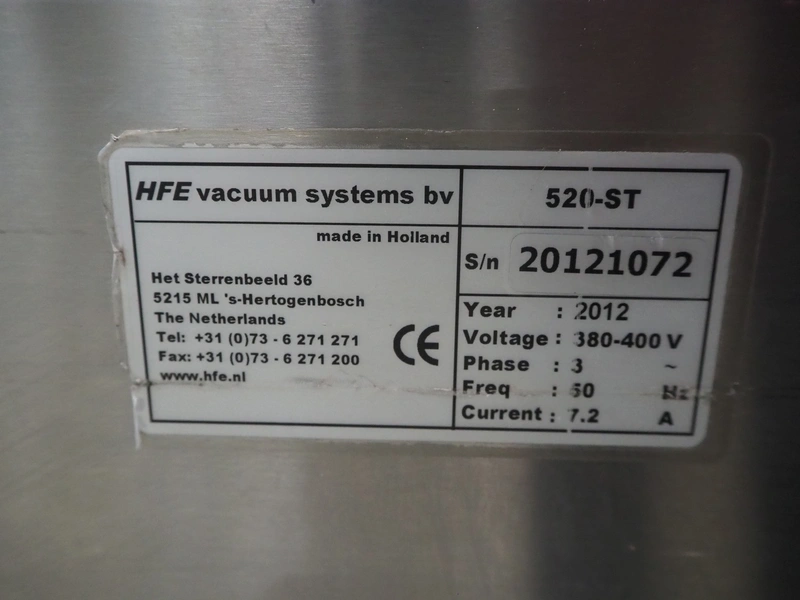 HFE vacuum systems bv
made in Holland
Het Sterrenbeeld 36
5215 ML 's-Hertogenbosch
The Netherlands
Tel: +31 (0)73 - 6 271 271
Fax: +31 (0)73 - 6 271 200
www.hfe.nl
CE
520-ST
S/n 20121072
Year : 2012
Voltage : 380-400 V
Phase : 3 ~
Freq : 50 Hz
Current : 7.2 A